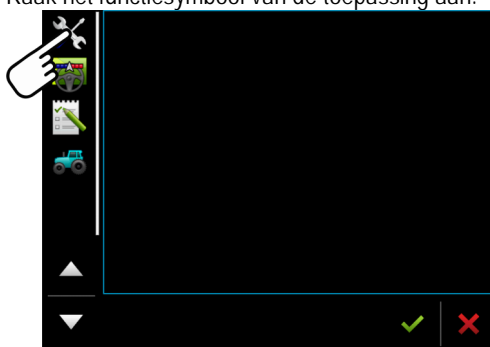 Raak het functiesymbool van de toepassing aan.